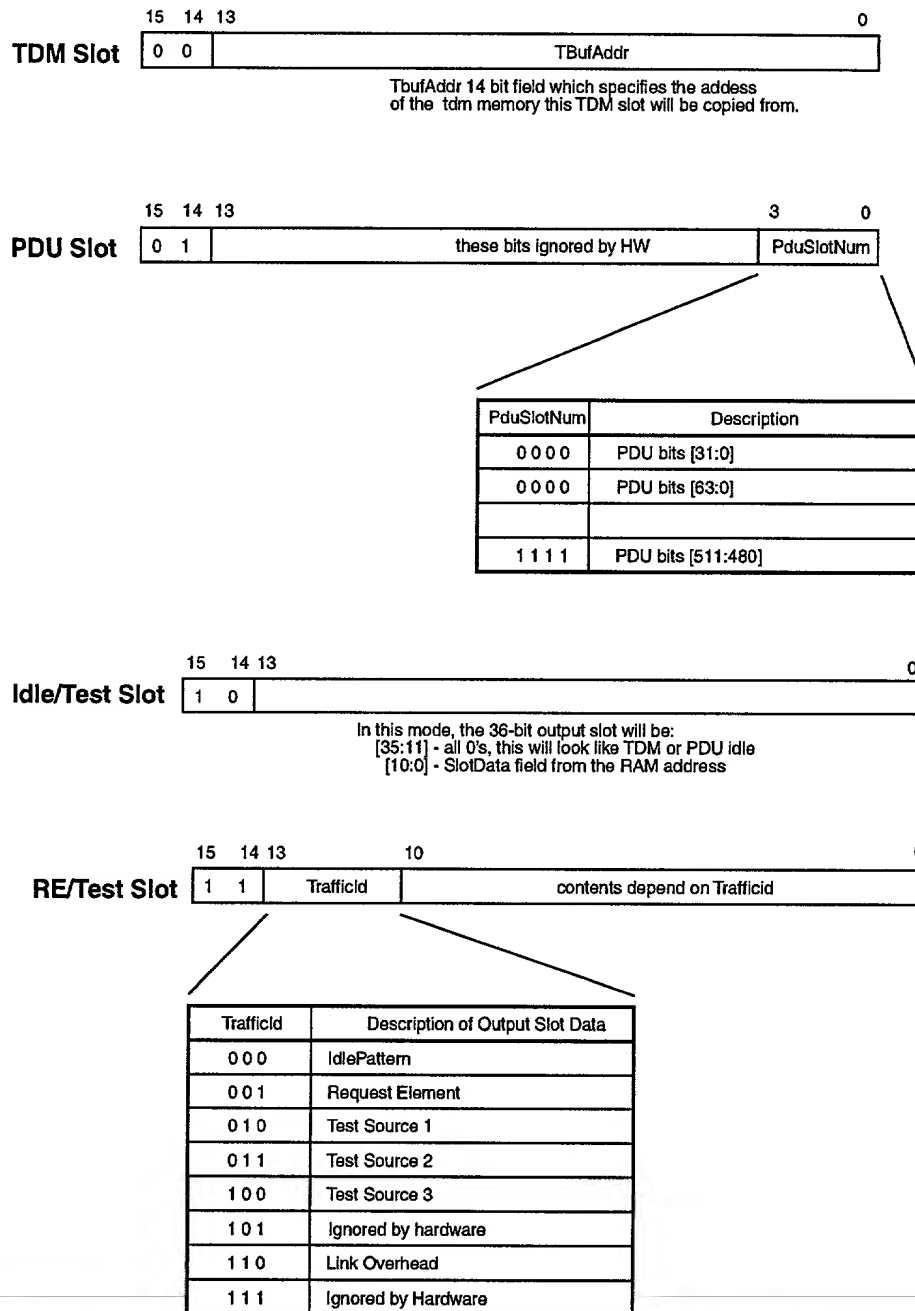 15 14 13 0
TDM Slot 0 0 TBufAddr
TbufAddr 14 bit field which specifies the addess
of the tdm memory this TDM slot will be copied from.
15 14 13 3 0
PDU Slot 0 1 these bits ignored by HW PduSlotNum
PduSlotNum Description
0 0 0 0 PDU bits [31:0]
0 0 0 0 PDU bits [63:0]
1 1 1 1 PDU bits [511:480]
15 14 13 0
Idle/Test Slot 1 0
In this mode, the 36-bit output slot will be:
[35:11] - all 0's, this will look like TDM or PDU idle
[10:0] - SlotData field from the RAM address
15 14 13 10
RE/Test Slot 1 1 TrafficId contents depend on Trafficid
TrafficId Description of Output Slot Data
0 0 0 IdlePattern
0 0 1 Request Element
0 1 0 Test Source 1
0 1 1 Test Source 2
1 0 0 Test Source 3
1 0 1 Ignored by hardware
1 1 0 Link Overhead
1 1 1 Ignored by Hardware